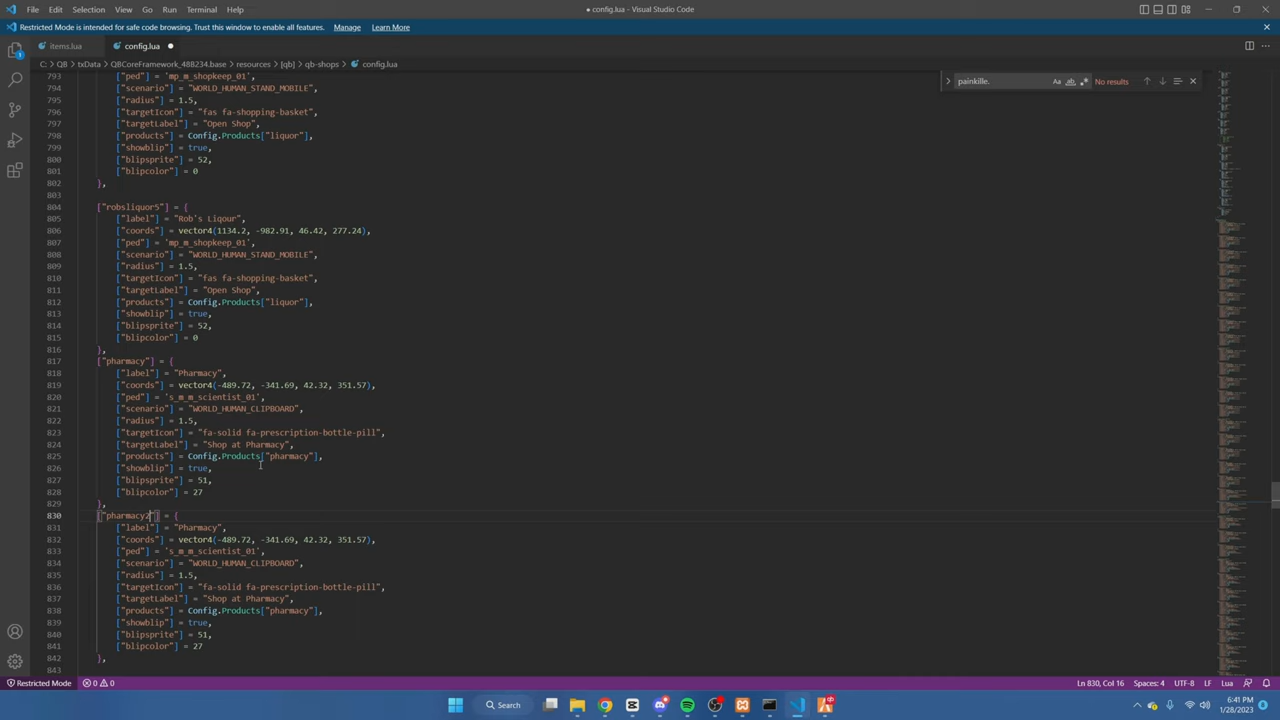 File Edit Selection View Go Run Terminal Help
● config.lua - Visual Studio Code
Restricted Mode is intended for safe code browsing. Trust this window to enable all features. Manage Learn More
items.lua config.lua ●
C: > QB > txData > QBCoreFramework_48B234.base > resources > [qb] > qb-shops > config.lua
painkille. Aa ab .* No results
793 ["ped"] = 'mp_m_shopkeep_01',
794 ["scenario"] = "WORLD_HUMAN_STAND_MOBILE",
795 ["radius"] = 1.5,
796 ["targetIcon"] = "fas fa-shopping-basket",
797 ["targetLabel"] = "Open Shop",
798 ["products"] = Config.Products["liquor"],
799 ["showblip"] = true,
800 ["blipsprite"] = 52,
801 ["blipcolor"] = 0
802 },
803
804 ["robsliquor5"] = {
805 ["label"] = "Rob's Liqour",
806 ["coords"] = vector4(1134.2, -982.91, 46.42, 277.24),
807 ["ped"] = 'mp_m_shopkeep_01',
808 ["scenario"] = "WORLD_HUMAN_STAND_MOBILE",
809 ["radius"] = 1.5,
810 ["targetIcon"] = "fas fa-shopping-basket",
811 ["targetLabel"] = "Open Shop",
812 ["products"] = Config.Products["liquor"],
813 ["showblip"] = true,
814 ["blipsprite"] = 52,
815 ["blipcolor"] = 0
816 },
817 ["pharmacy"] = {
818 ["label"] = "Pharmacy",
819 ["coords"] = vector4(-489.72, -341.69, 42.32, 351.57),
820 ["ped"] = 's_m_m_scientist_01',
821 ["scenario"] = "WORLD_HUMAN_CLIPBOARD",
822 ["radius"] = 1.5,
823 ["targetIcon"] = "fa-solid fa-prescription-bottle-pill",
824 ["targetLabel"] = "Shop at Pharmacy",
825 ["products"] = Config.Products["pharmacy"],
826 ["showblip"] = true,
827 ["blipsprite"] = 51,
828 ["blipcolor"] = 27
829 },
830 ["pharmacy2"] = {
831 ["label"] = "Pharmacy",
832 ["coords"] = vector4(-489.72, -341.69, 42.32, 351.57),
833 ["ped"] = 's_m_m_scientist_01',
834 ["scenario"] = "WORLD_HUMAN_CLIPBOARD",
835 ["radius"] = 1.5,
836 ["targetIcon"] = "fa-solid fa-prescription-bottle-pill",
837 ["targetLabel"] = "Shop at Pharmacy",
838 ["products"] = Config.Products["pharmacy"],
839 ["showblip"] = true,
840 ["blipsprite"] = 51,
841 ["blipcolor"] = 27
842 },
843
Restricted Mode 0 0
Ln 830, Col 16 Spaces: 4 UTF-8 LF Lua
Search
6:41 PM
1/28/2023